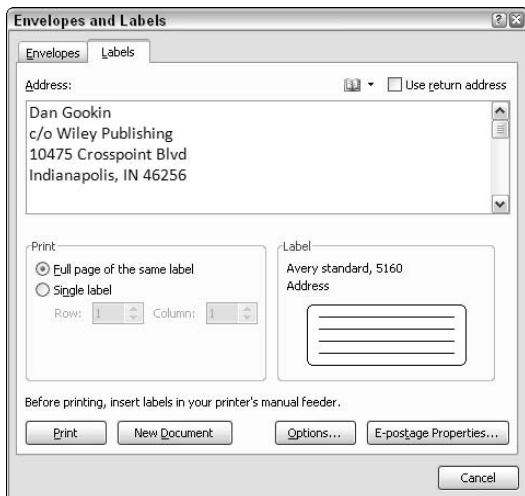 Envelopes and Labels
Envelopes
Labels
Address:
Use return address
Dan Gookin
c/o Wiley Publishing
10475 Crosspoint Blvd
Indianapolis, IN 46256
Print
Full page of the same label
Single label
Row: 1 Column: 1
Label
Avery standard, 5160
Address
Before printing, insert labels in your printer's manual feeder.
Print
New Document
Options...
E-postage Properties...
Cancel